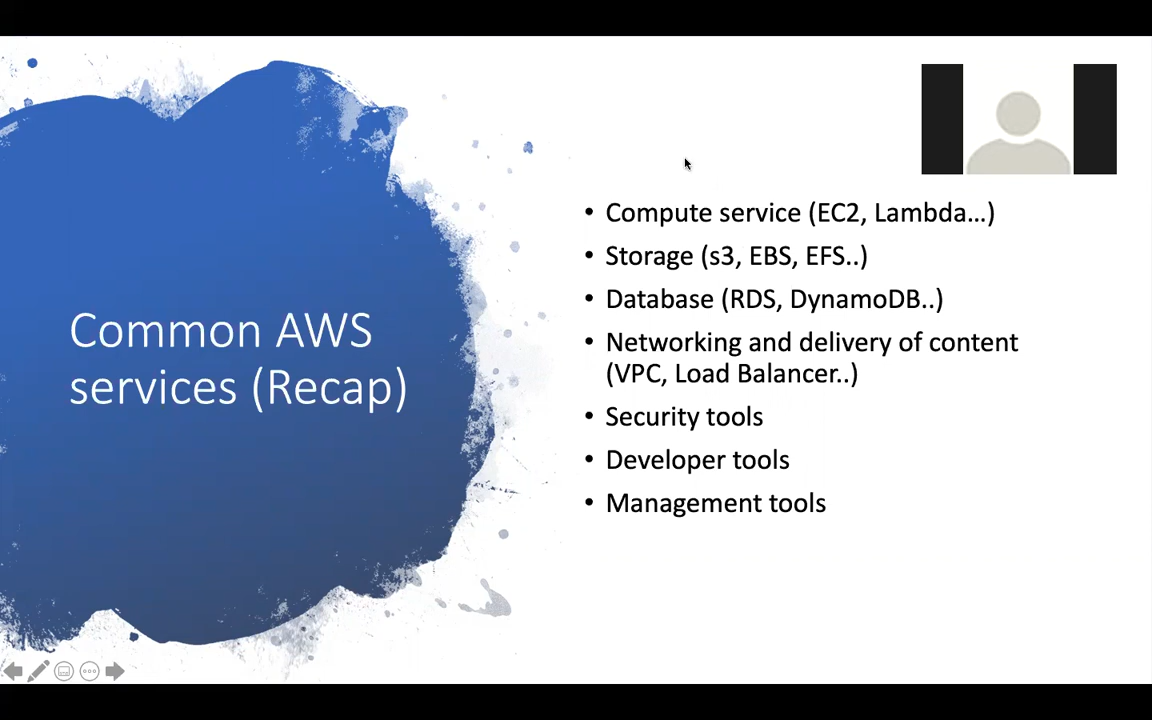 Common AWS
services (Recap)
• Compute service (EC2, Lambda...)
• Storage (s3, EBS, EFS..)
• Database (RDS, DynamoDB..)
• Networking and delivery of content
(VPC, Load Balancer..)
• Security tools
• Developer tools
• Management tools